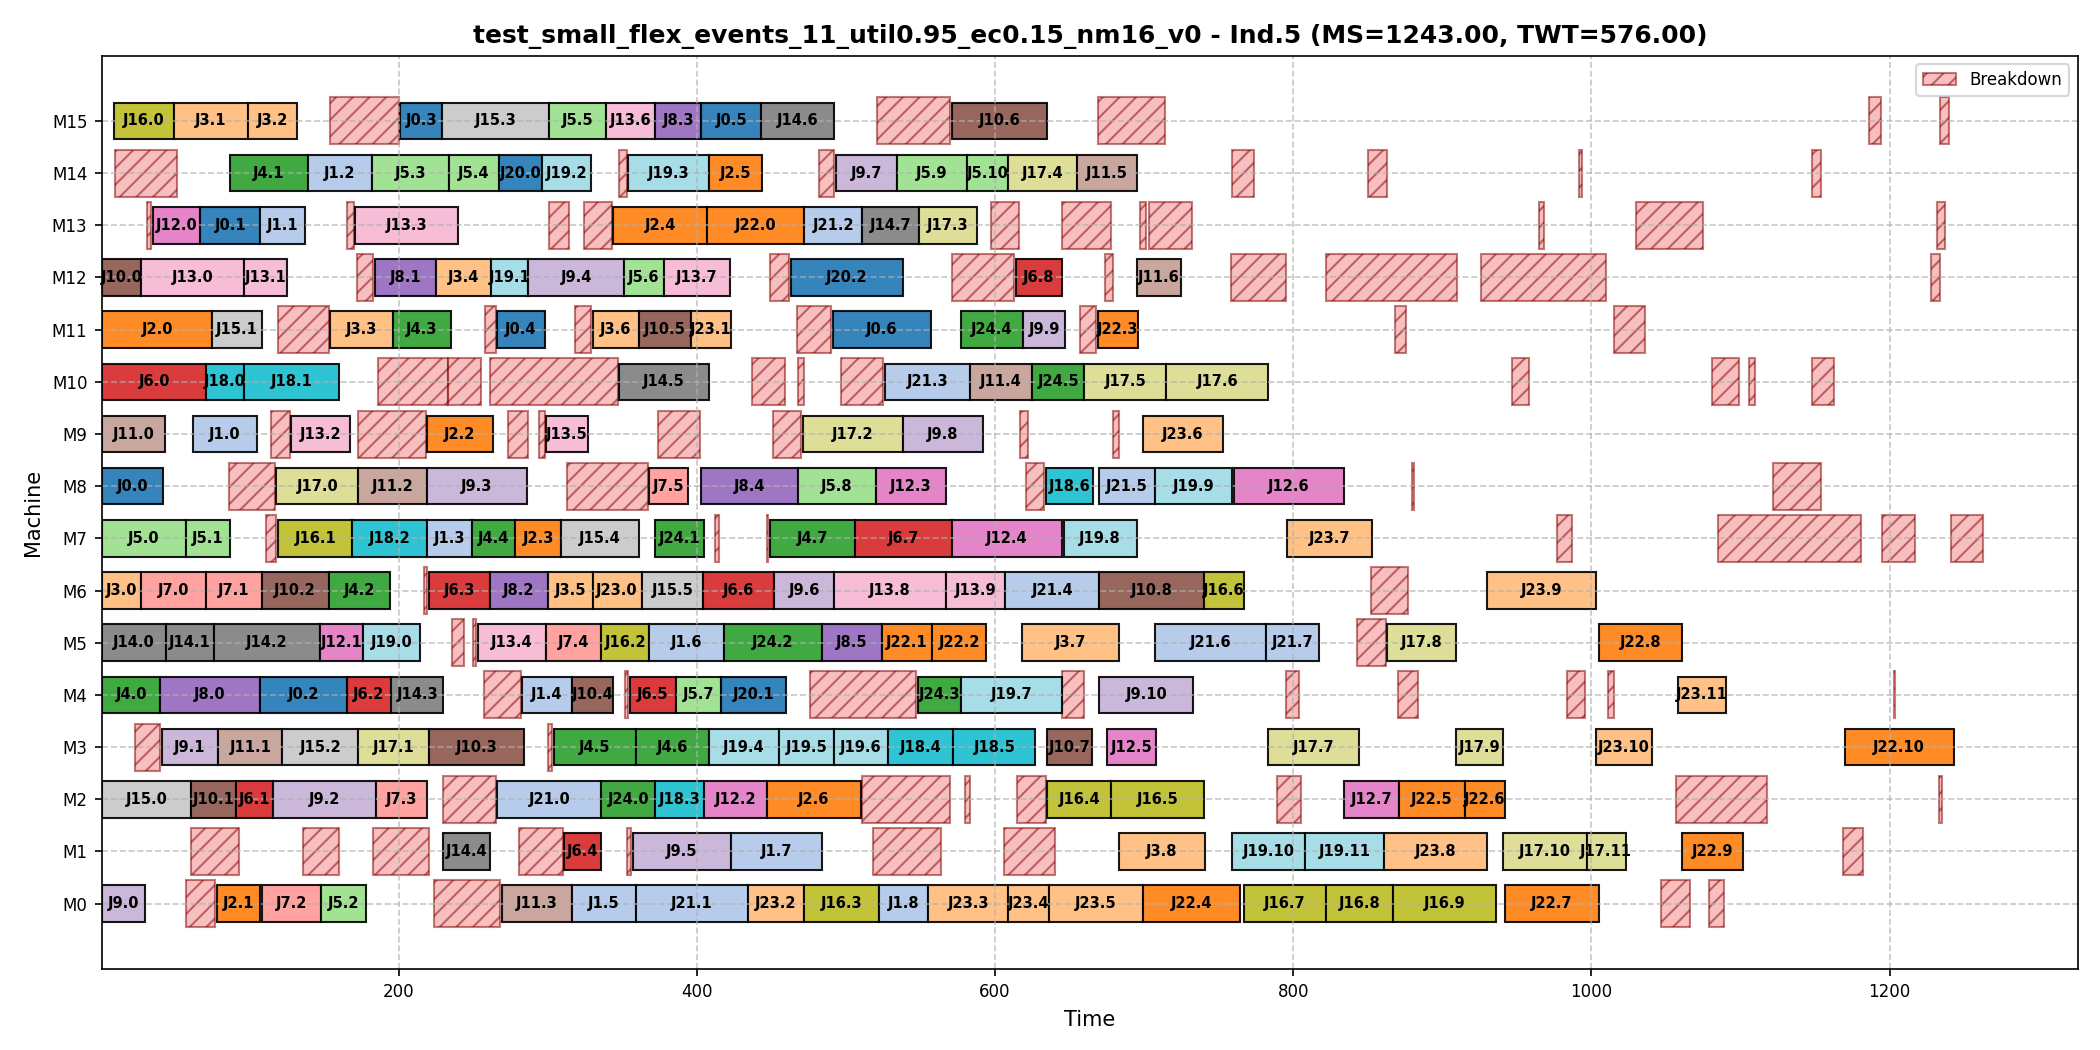 test_small_flex_events_11_util0.95_ec0.15_nm16_v0 - Ind.5 (MS=1243.00, TWT=576.00)
Breakdown
M15 J16.0 J3.1 J3.2 J0.3 J15.3 J5.5 J13.6 J8.3 J0.5 J14.6 J10.6
M14 J4.1 J1.2 J5.3 J5.4 J20.0 J19.2 J19.3 J2.5 J9.7 J5.9 J5.10 J17.4 J11.5
M13 J12.0 J0.1 J1.1 J13.3 J2.4 J22.0 J21.2 J14.7 J17.3
M12 J10.0 J13.0 J13.1 J8.1 J3.4 J19.1 J9.4 J5.6 J13.7 J20.2 J6.8 J11.6
M11 J2.0 J15.1 J3.3 J4.3 J0.4 J3.6 J10.5 J23.1 J0.6 J24.4 J9.9 J22.3
M10 J6.0 J18.0 J18.1 J14.5 J21.3 J11.4 J24.5 J17.5 J17.6
M9 J11.0 J1.0 J13.2 J2.2 J13.5 J17.2 J9.8 J23.6
M8 J0.0 J17.0 J11.2 J9.3 J7.5 J8.4 J5.8 J12.3 J18.6 J21.5 J19.9 J12.6
M7 J5.0 J5.1 J16.1 J18.2 J1.3 J4.4 J2.3 J15.4 J24.1 J4.7 J6.7 J12.4 J19.8 J23.7
M6 J3.0 J7.0 J7.1 J10.2 J4.2 J6.3 J8.2 J3.5 J23.0 J15.5 J6.6 J9.6 J13.8 J13.9 J21.4 J10.8 J16.6 J23.9
M5 J14.0 J14.1 J14.2 J12.1 J19.0 J13.4 J7.4 J16.2 J1.6 J24.2 J8.5 J22.1 J22.2 J3.7 J21.6 J21.7 J17.8 J22.8
M4 J4.0 J8.0 J0.2 J6.2 J14.3 J1.4 J10.4 J6.5 J5.7 J20.1 J24.3 J19.7 J9.10 J23.11
M3 J9.1 J11.1 J15.2 J17.1 J10.3 J4.5 J4.6 J19.4 J19.5 J19.6 J18.4 J18.5 J10.7 J12.5 J17.7 J17.9 J23.10 J22.10
M2 J15.0 J10.1 J6.1 J9.2 J7.3 J21.0 J24.0 J18.3 J12.2 J2.6 J16.4 J16.5 J12.7 J22.5 J22.6
M1 J14.4 J6.4 J9.5 J1.7 J3.8 J19.10 J19.11 J23.8 J17.10 J17.11 J22.9
M0 J9.0 J2.1 J7.2 J5.2 J11.3 J1.5 J21.1 J23.2 J16.3 J1.8 J23.3 J23.4 J23.5 J22.4 J16.7 J16.8 J16.9 J22.7
200 400 600 800 1000 1200
Time
Machine